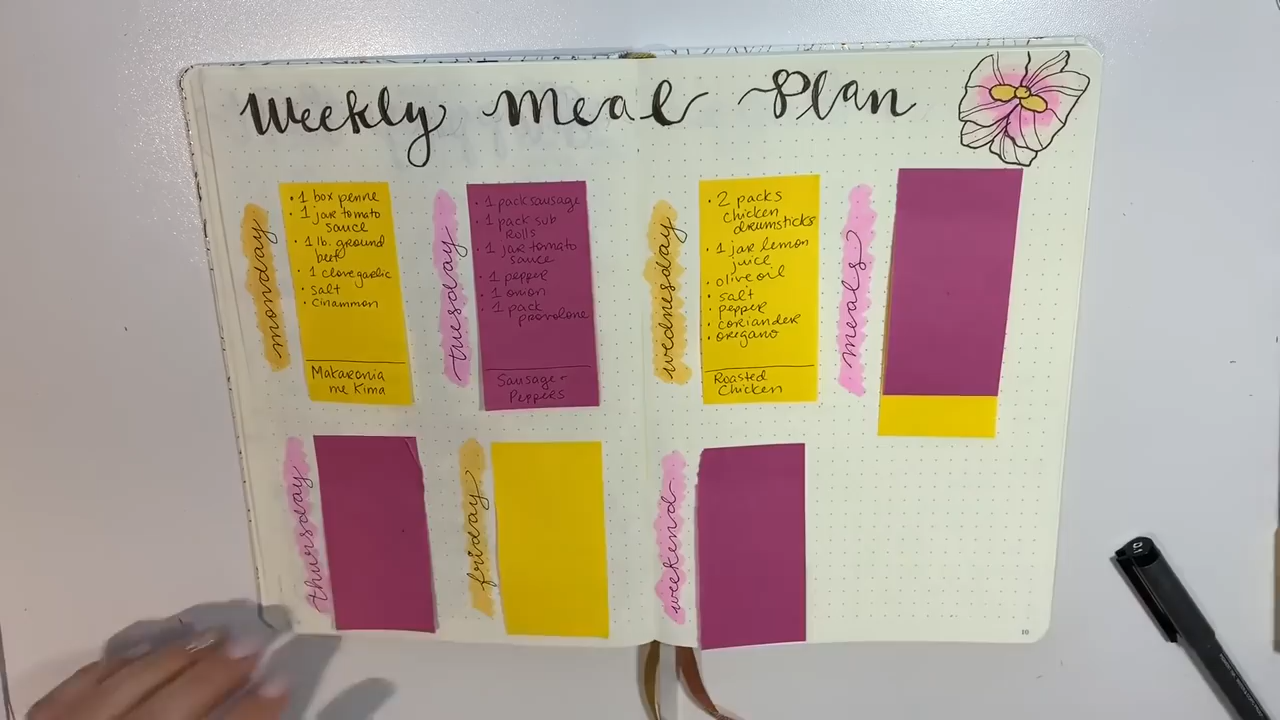 Weekly Meal Plan
monday
• 1 box penne
• 1 jar tomato
sauce
• 1 lb. ground
beef
• 1 clove garlic
• salt
• cinammon
Makaronia
me Kima
tuesday
• 1 pack sausage
• 1 pack sub
rolls
• 1 jar tomato
sauce
• 1 pepper
• 1 onion
• 1 pack
provolone
Sausage +
Peppers
wednesday
• 2 packs
chicken
drumsticks
• 1 jar lemon
juice
• olive oil
• salt
• pepper
• coriander
• oregano
Roasted
Chicken
meals
thursday
friday
weekend
10